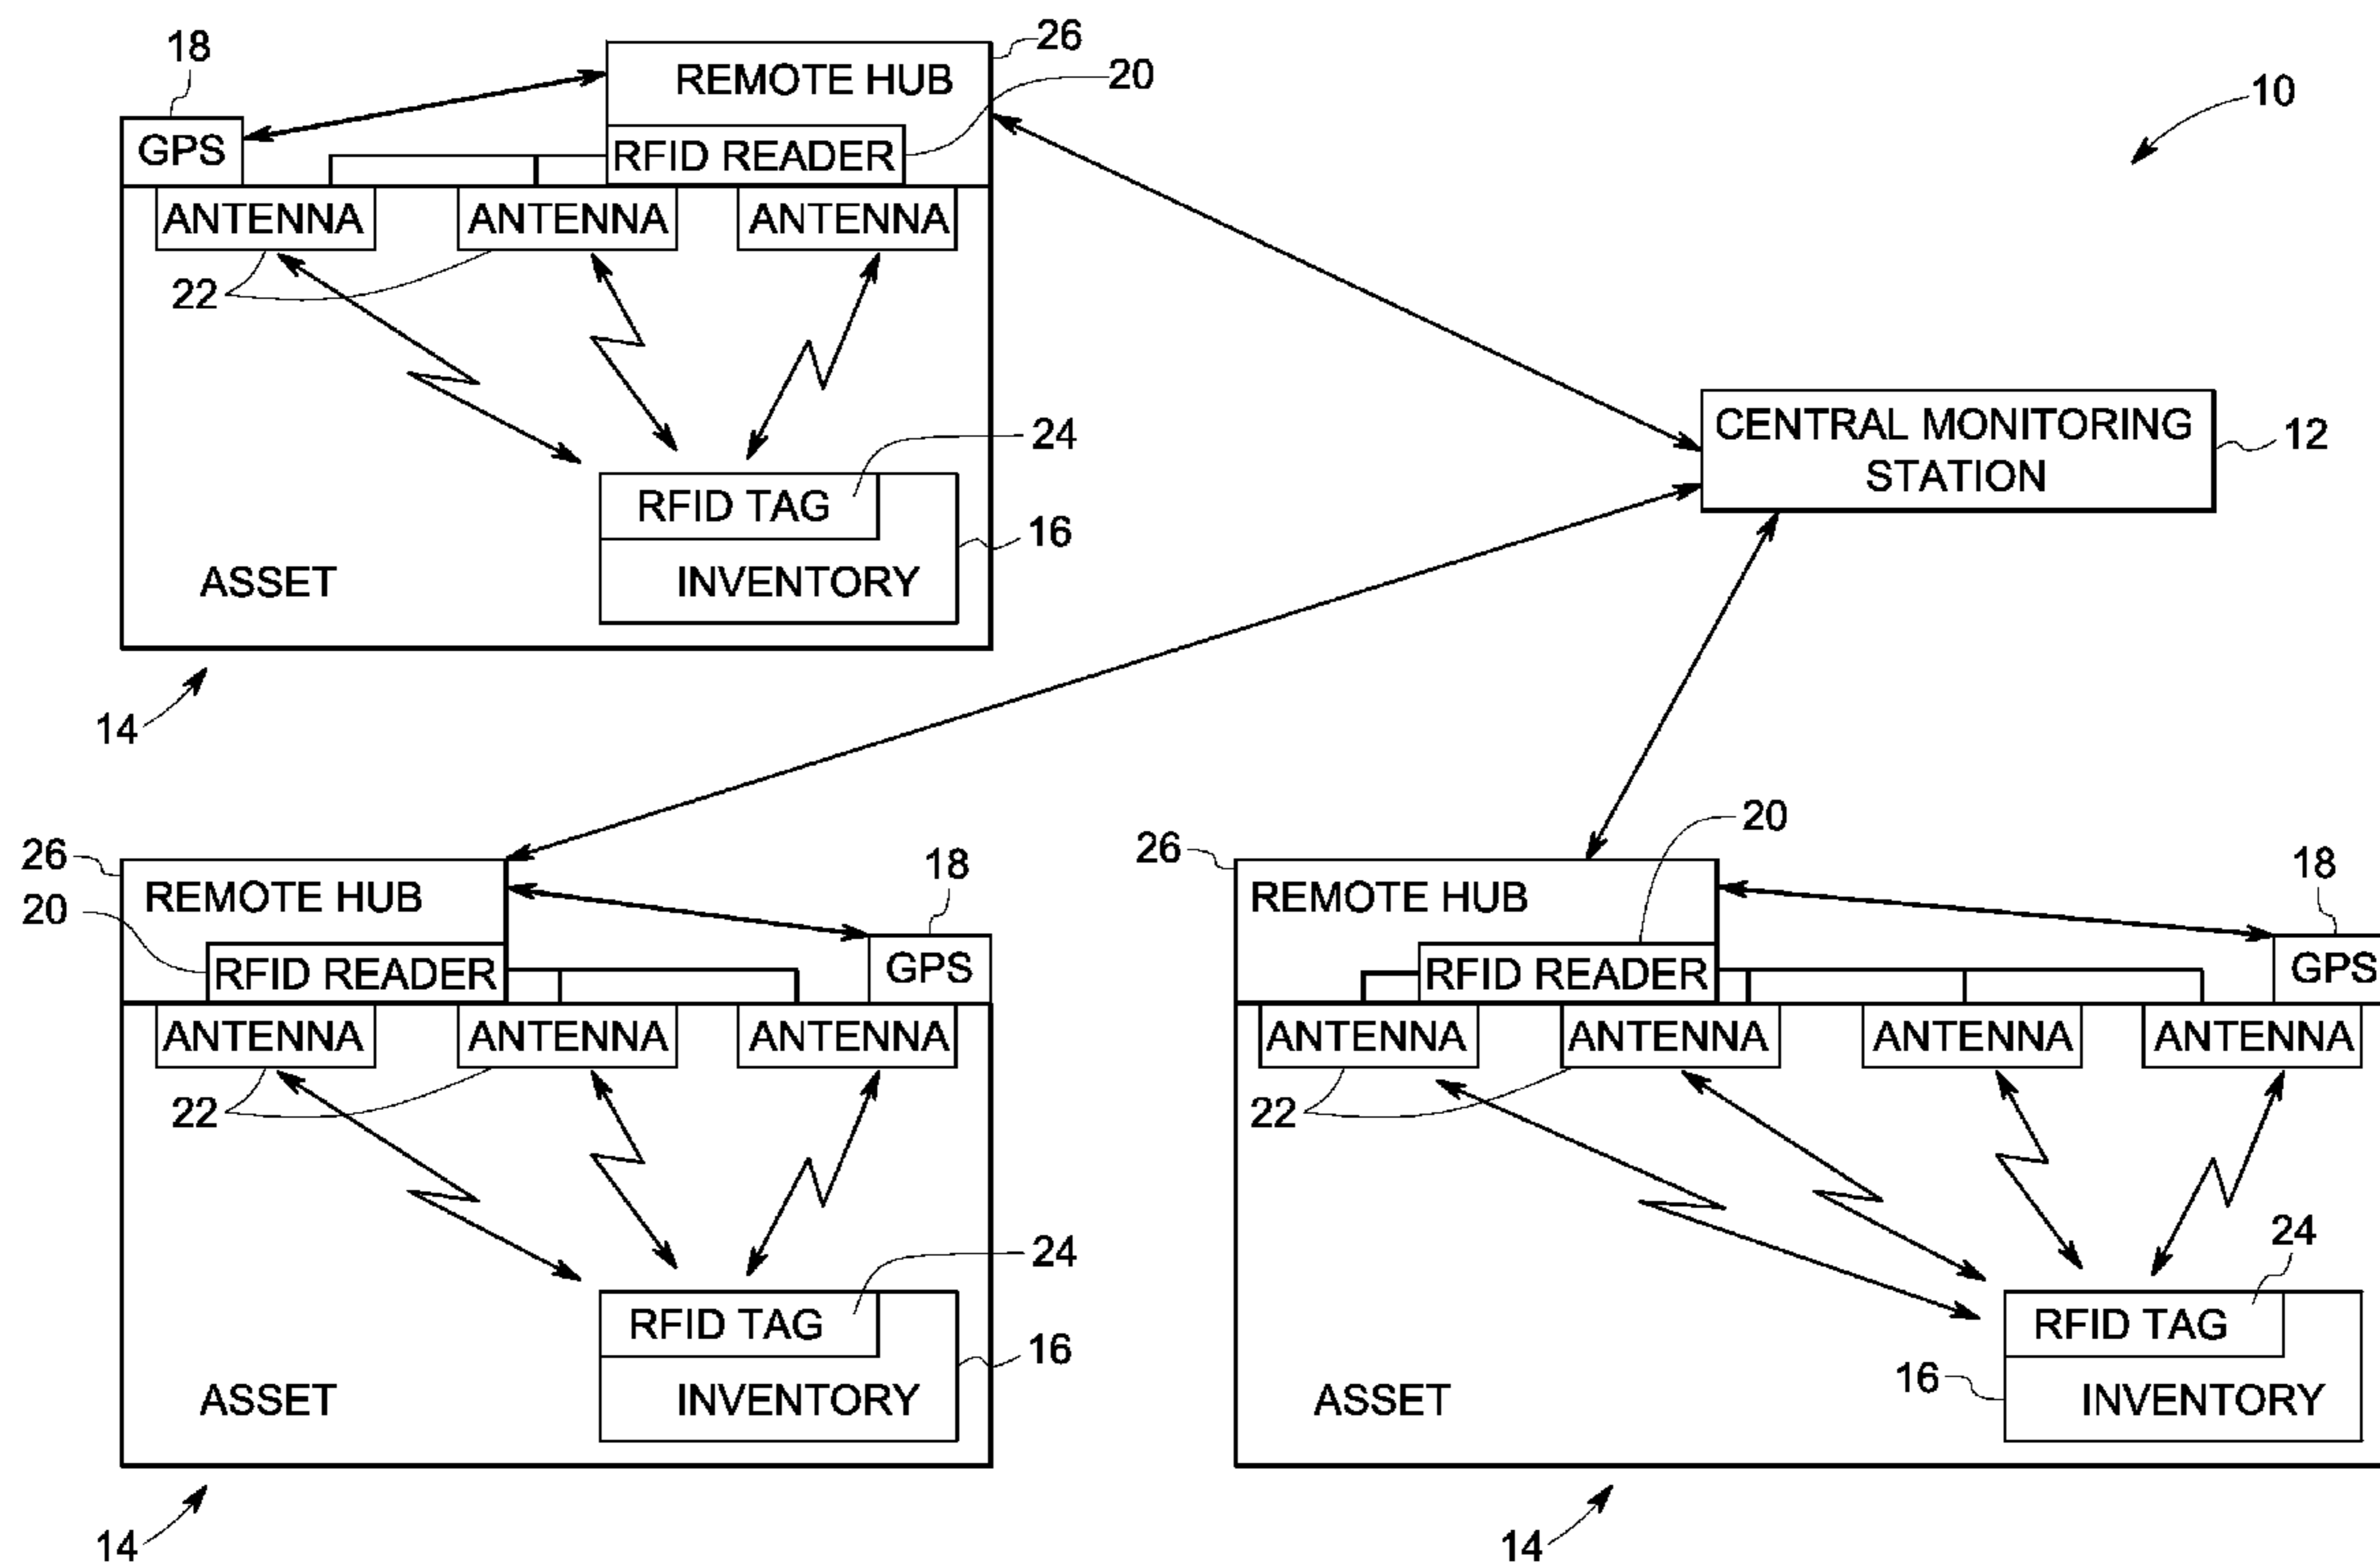 18
26
REMOTE HUB
20
10
GPS
RFID READER
ANTENNA ANTENNA ANTENNA
22
CENTRAL MONITORING
STATION
12
24
RFID TAG
16
ASSET
INVENTORY
14
26
REMOTE HUB
18
20
RFID READER
GPS
ANTENNA ANTENNA ANTENNA
22
24
RFID TAG
16
ASSET
INVENTORY
14
20
26
REMOTE HUB
18
RFID READER
GPS
ANTENNA ANTENNA ANTENNA ANTENNA
22
24
RFID TAG
16
ASSET
INVENTORY
14